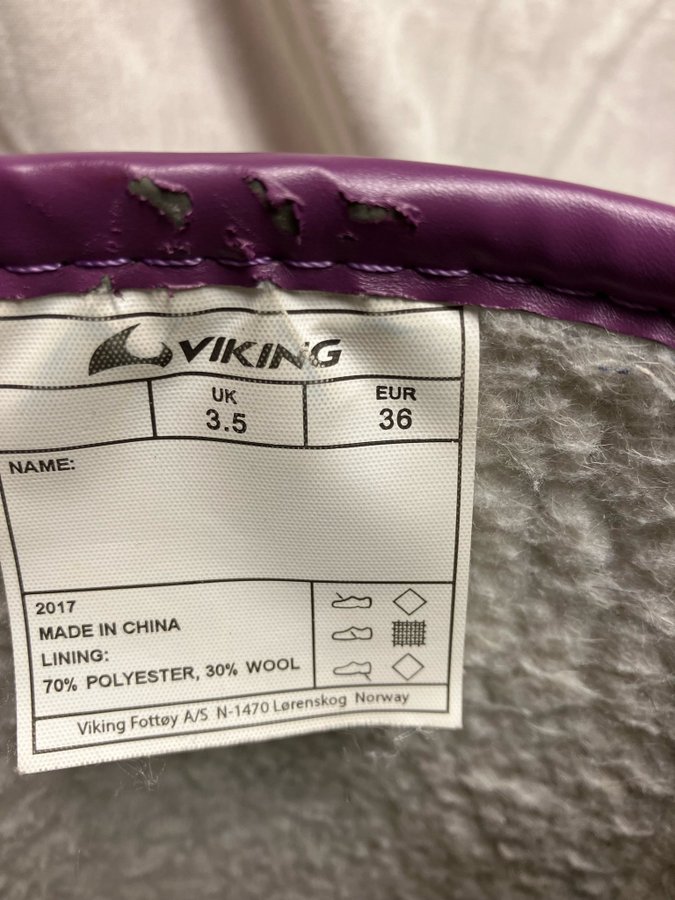 VIKING
UK EUR
3.5 36
NAME:
2017
MADE IN CHINA
LINING:
70% POLYESTER, 30% WOOL
Viking Fottøy A/S N-1470 Lørenskog Norway